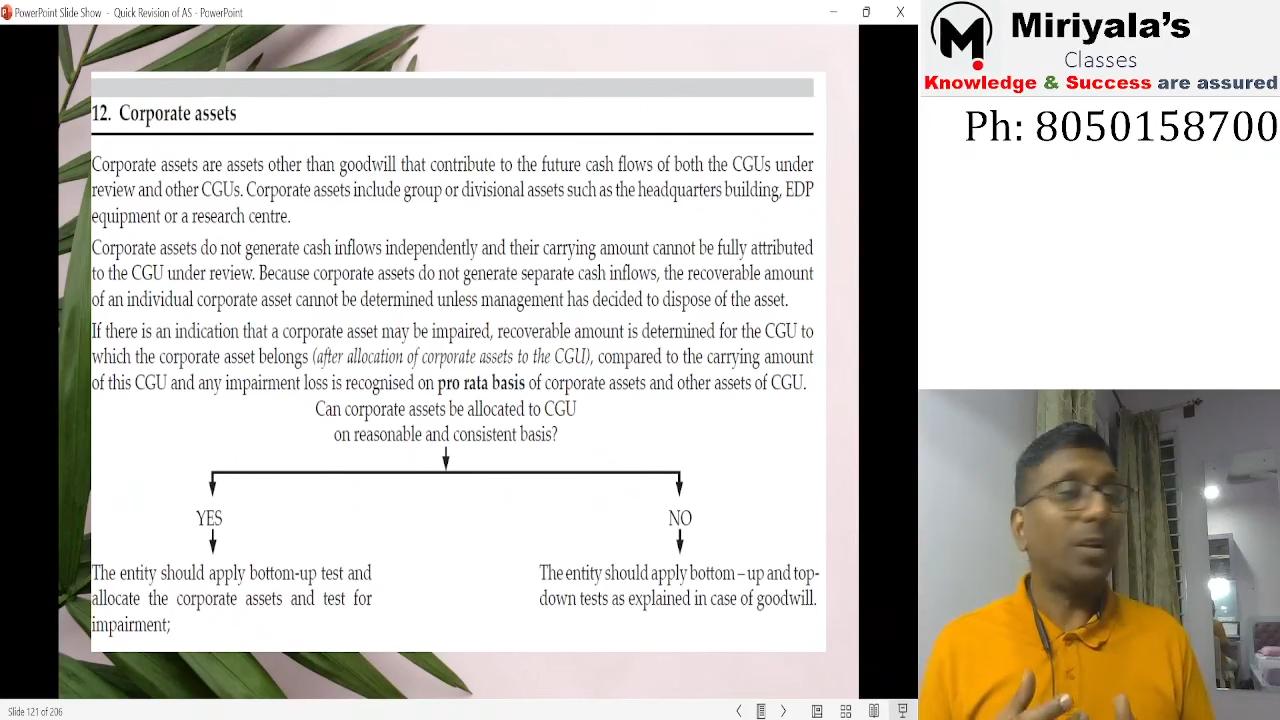 PowerPoint Slide Show - Quick Revision of AS - PowerPoint
Miriyala's
Classes
Knowledge & Success are assured
Ph: 8050158700
12. Corporate assets
Corporate assets are assets other than goodwill that contribute to the future cash flows of both the CGUs under
review and other CGUs. Corporate assets include group or divisional assets such as the headquarters building, EDP
equipment or a research centre.
Corporate assets do not generate cash inflows independently and their carrying amount cannot be fully attributed
to the CGU under review. Because corporate assets do not generate separate cash inflows, the recoverable amount
of an individual corporate asset cannot be determined unless management has decided to dispose of the asset.
If there is an indication that a corporate asset may be impaired, recoverable amount is determined for the CGU to
which the corporate asset belongs (after allocation of corporate assets to the CGU), compared to the carrying amount
of this CGU and any impairment loss is recognised on pro rata basis of corporate assets and other assets of CGU.
Can corporate assets be allocated to CGU
on reasonable and consistent basis?
YES
The entity should apply bottom-up test and
allocate the corporate assets and test for
impairment;
NO
The entity should apply bottom – up and top-
down tests as explained in case of goodwill.
Slide 121 of 206